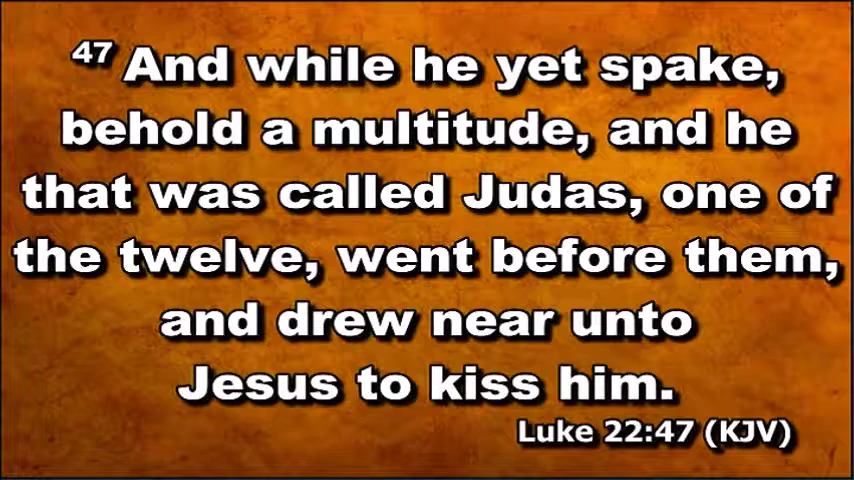 47 And while he yet spake,
behold a multitude, and he
that was called Judas, one of
the twelve, went before them,
and drew near unto
Jesus to kiss him.
Luke 22:47 (KJV)